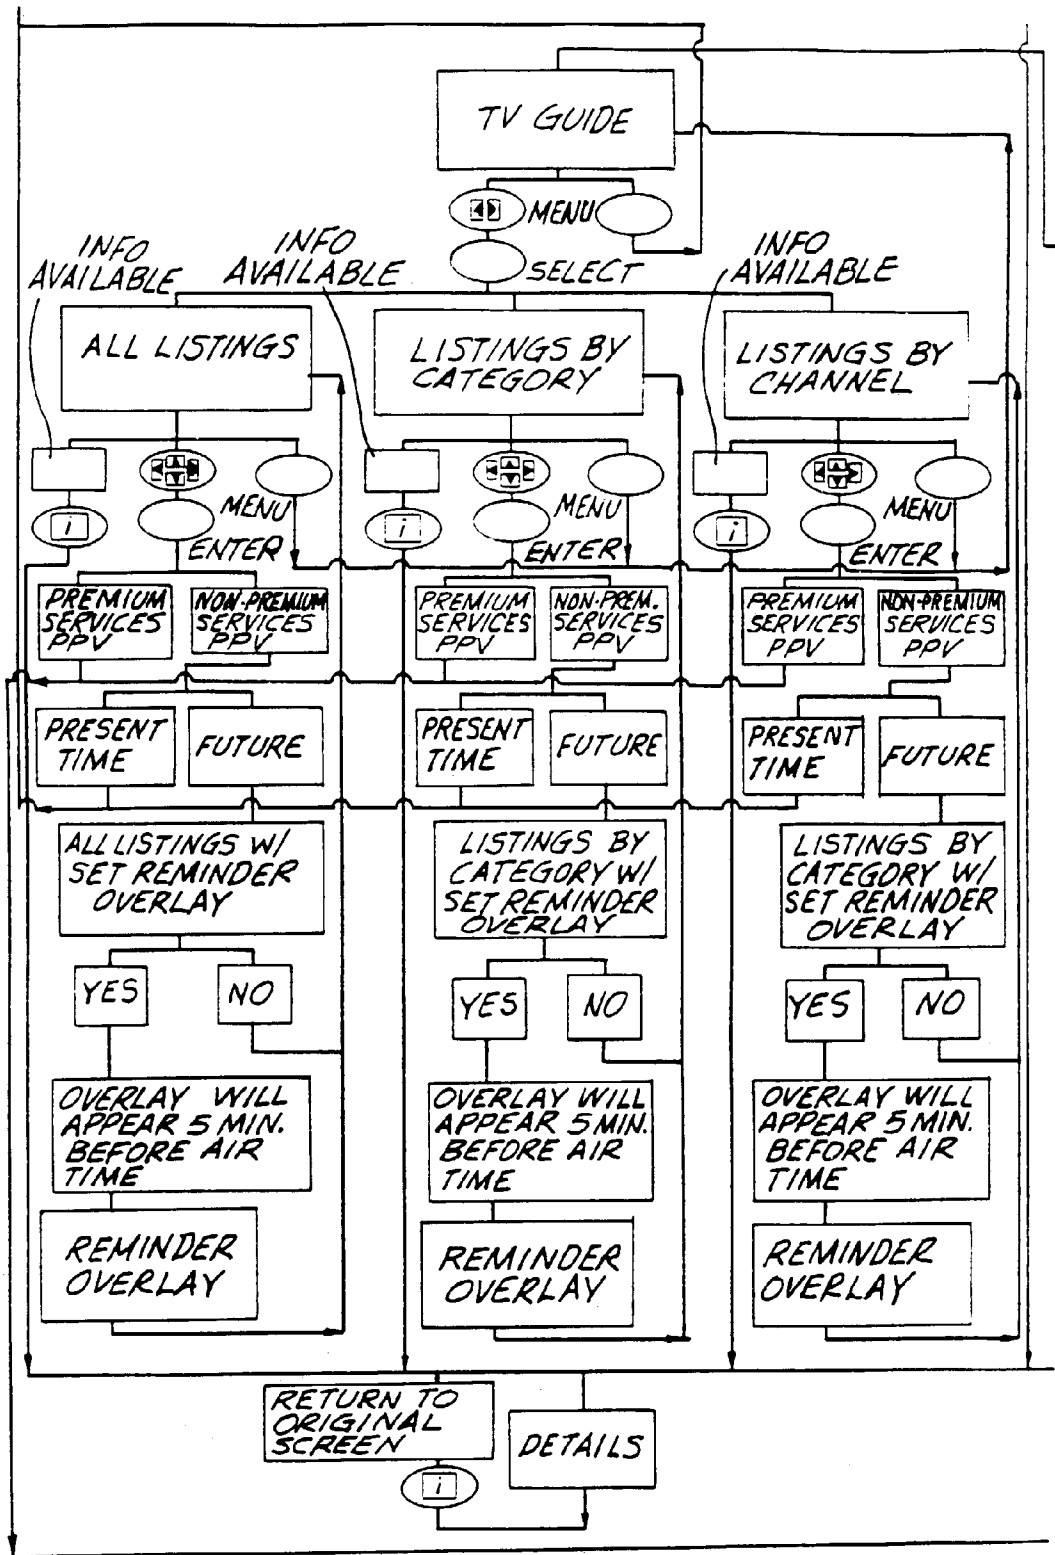 TV GUIDE
MENU
SELECT
INFO
AVAILABLE
INFO
AVAILABLE
INFO
AVAILABLE
ALL LISTINGS
LISTINGS BY
CATEGORY
LISTINGS BY
CHANNEL
i
MENU
ENTER
i
MENU
ENTER
i
MENU
ENTER
PREMIUM
SERVICES
PPV
NON-PREMIUM
SERVICES
PPV
PREMIUM
SERVICES
PPV
NON-PREM.
SERVICES
PPV
PREMIUM
SERVICES
PPV
NON-PREMIUM
SERVICES
PPV
PRESENT
TIME
FUTURE
PRESENT
TIME
FUTURE
PRESENT
TIME
FUTURE
ALL LISTINGS W/
SET REMINDER
OVERLAY
LISTINGS BY
CATEGORY W/
SET REMINDER
OVERLAY
LISTINGS BY
CATEGORY W/
SET REMINDER
OVERLAY
YES
NO
YES
NO
YES
NO
OVERLAY WILL
APPEAR 5 MIN.
BEFORE AIR
TIME
OVERLAY WILL
APPEAR 5 MIN.
BEFORE AIR
TIME
OVERLAY WILL
APPEAR 5 MIN.
BEFORE AIR
TIME
REMINDER
OVERLAY
REMINDER
OVERLAY
REMINDER
OVERLAY
RETURN TO
ORIGINAL
SCREEN
i
DETAILS